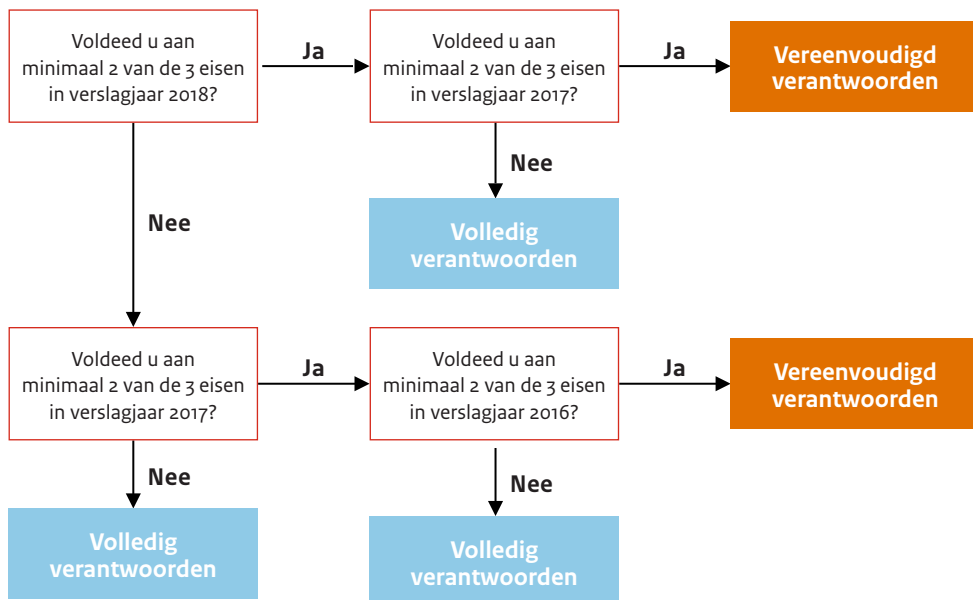 Voldeed u aan
minimaal 2 van de 3 eisen
in verslagjaar 2018?
Ja
Voldeed u aan
minimaal 2 van de 3 eisen
in verslagjaar 2017?
Ja
Vereenvoudigd
verantwoorden
Nee
Nee
Volledig
verantwoorden
Voldeed u aan
minimaal 2 van de 3 eisen
in verslagjaar 2017?
Ja
Voldeed u aan
minimaal 2 van de 3 eisen
in verslagjaar 2016?
Ja
Vereenvoudigd
verantwoorden
Nee
Nee
Volledig
verantwoorden
Volledig
verantwoorden